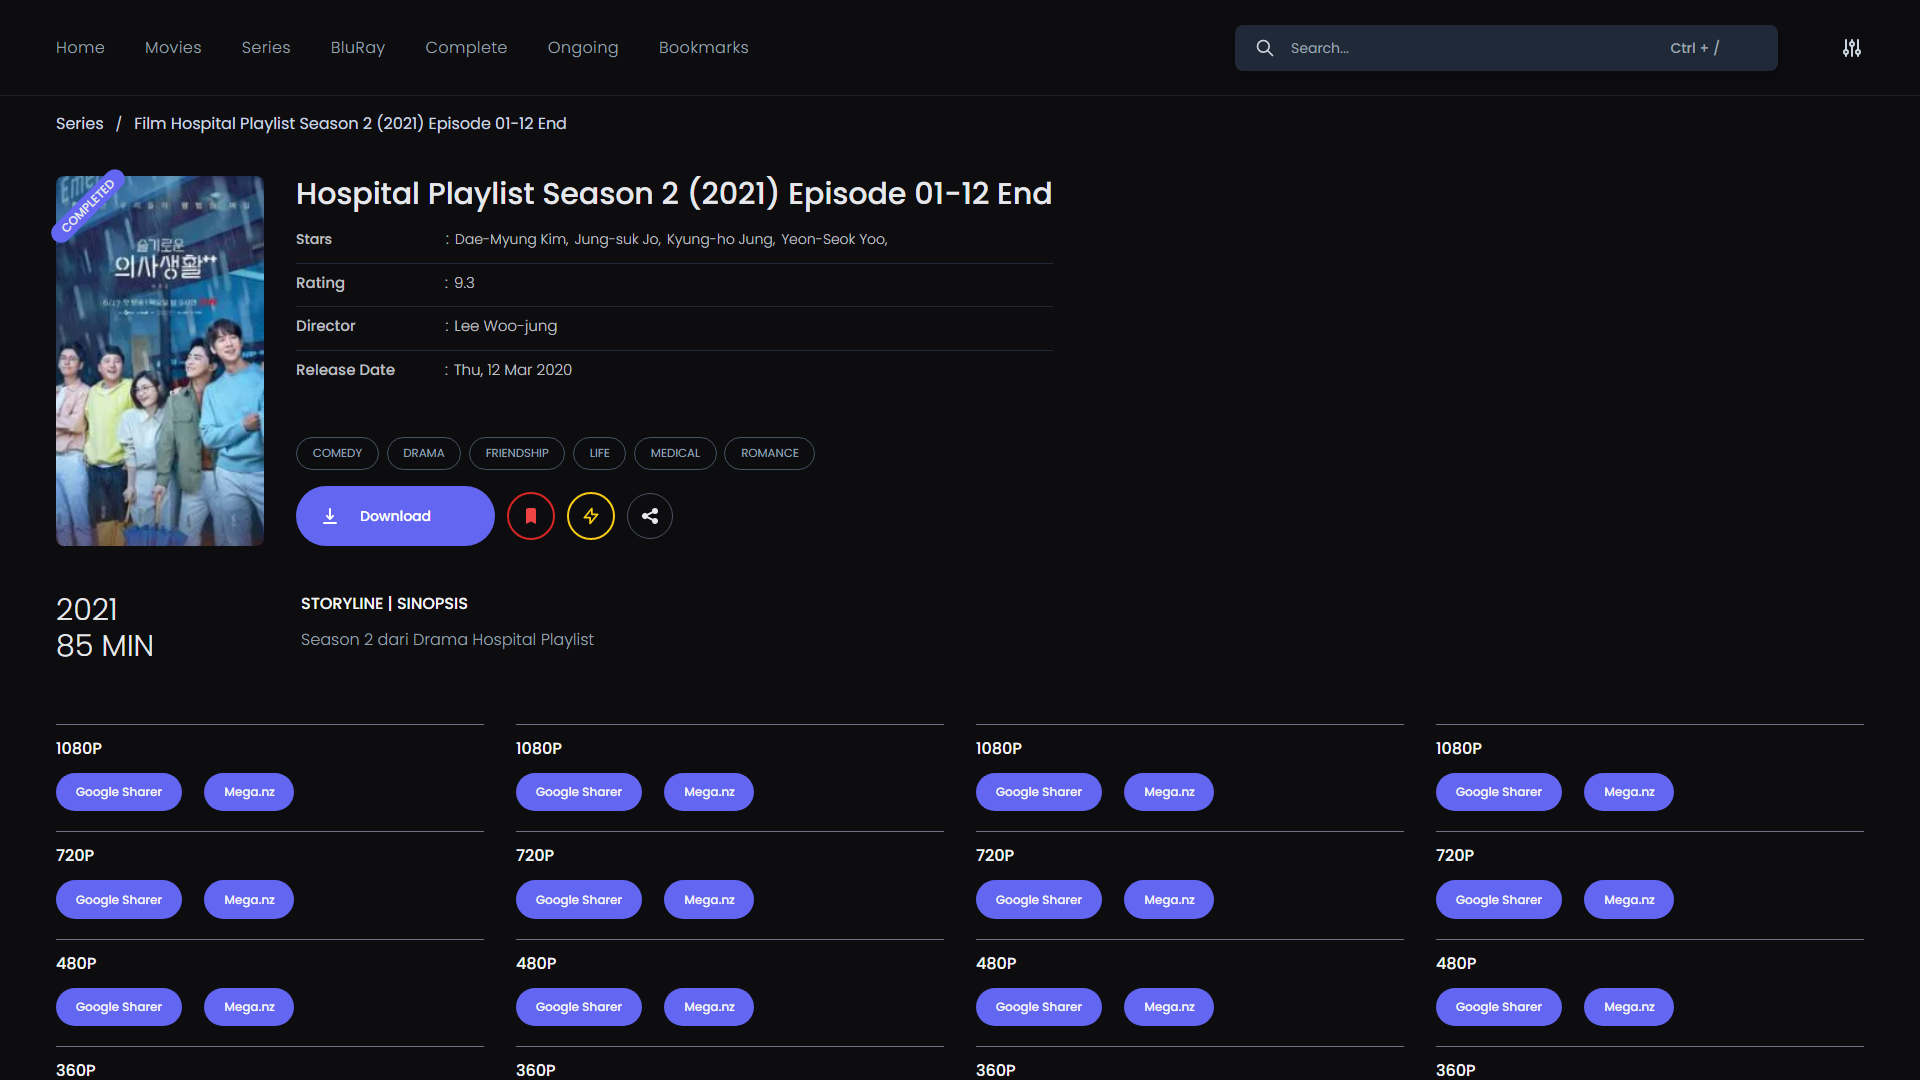 Home Movies Series BluRay Complete Ongoing Bookmarks Search... Ctrl + /
Series / Film Hospital Playlist Season 2 (2021) Episode 01-12 End
COMPLETED
슬기로운
의사생활
Hospital Playlist Season 2 (2021) Episode 01-12 End
Stars : Dae-Myung Kim, Jung-suk Jo, Kyung-ho Jung, Yeon-Seok Yoo,
Rating : 9.3
Director : Lee Woo-jung
Release Date : Thu, 12 Mar 2020
COMEDY DRAMA FRIENDSHIP LIFE MEDICAL ROMANCE
Download
2021
85 MIN
STORYLINE | SINOPSIS
Season 2 dari Drama Hospital Playlist
1080P 1080P 1080P 1080P
Google Sharer Mega.nz Google Sharer Mega.nz Google Sharer Mega.nz Google Sharer Mega.nz
720P 720P 720P 720P
Google Sharer Mega.nz Google Sharer Mega.nz Google Sharer Mega.nz Google Sharer Mega.nz
480P 480P 480P 480P
Google Sharer Mega.nz Google Sharer Mega.nz Google Sharer Mega.nz Google Sharer Mega.nz
360P 360P 360P 360P